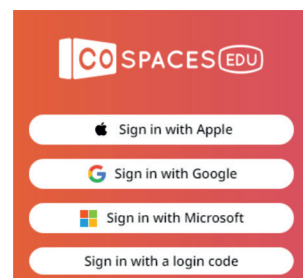 CO SPACES EDU
Sign in with Apple
Sign in with Google
Sign in with Microsoft
Sign in with a login code